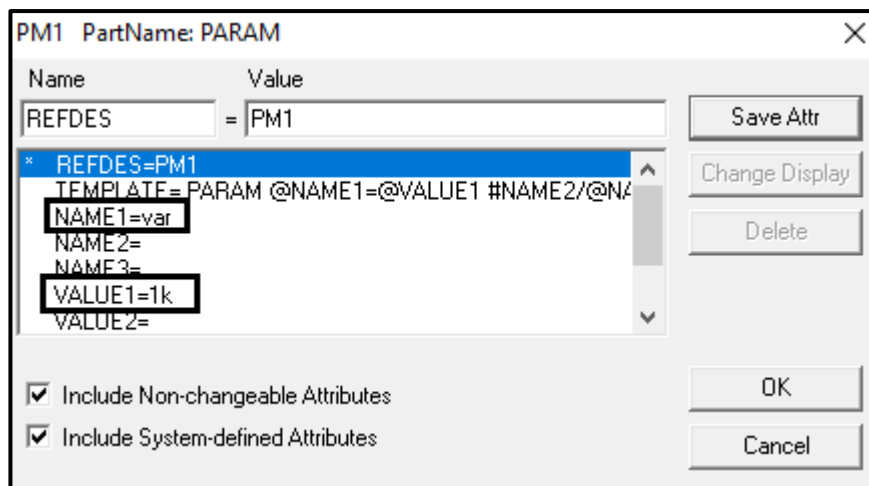 PM1 PartName: PARAM
Name Value
REFDES = PM1
Save Attr
* REFDES=PM1
TEMPLATE=.PARAM @NAME1=@VALUE1 #NAME2/@NA
Change Display
NAME1=var
NAME2=
Delete
NAME3=
VALUE1=1k
VALUE2=
Include Non-changeable Attributes
OK
Include System-defined Attributes
Cancel